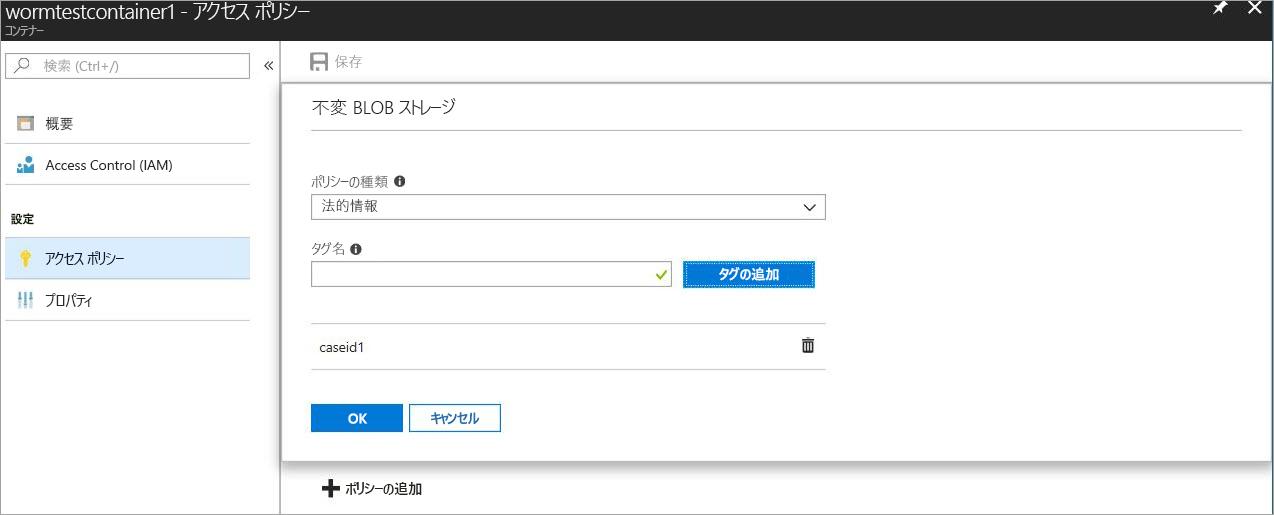 wormtestcontainer1 - アクセス ポリシー
コンテナー
検索 (Ctrl+/)
«
保存
概要
Access Control (IAM)
設定
アクセス ポリシー
プロパティ
不変 BLOB ストレージ
ポリシーの種類
法的情報
タグ名
タグの追加
caseid1
OK
キャンセル
ポリシーの追加